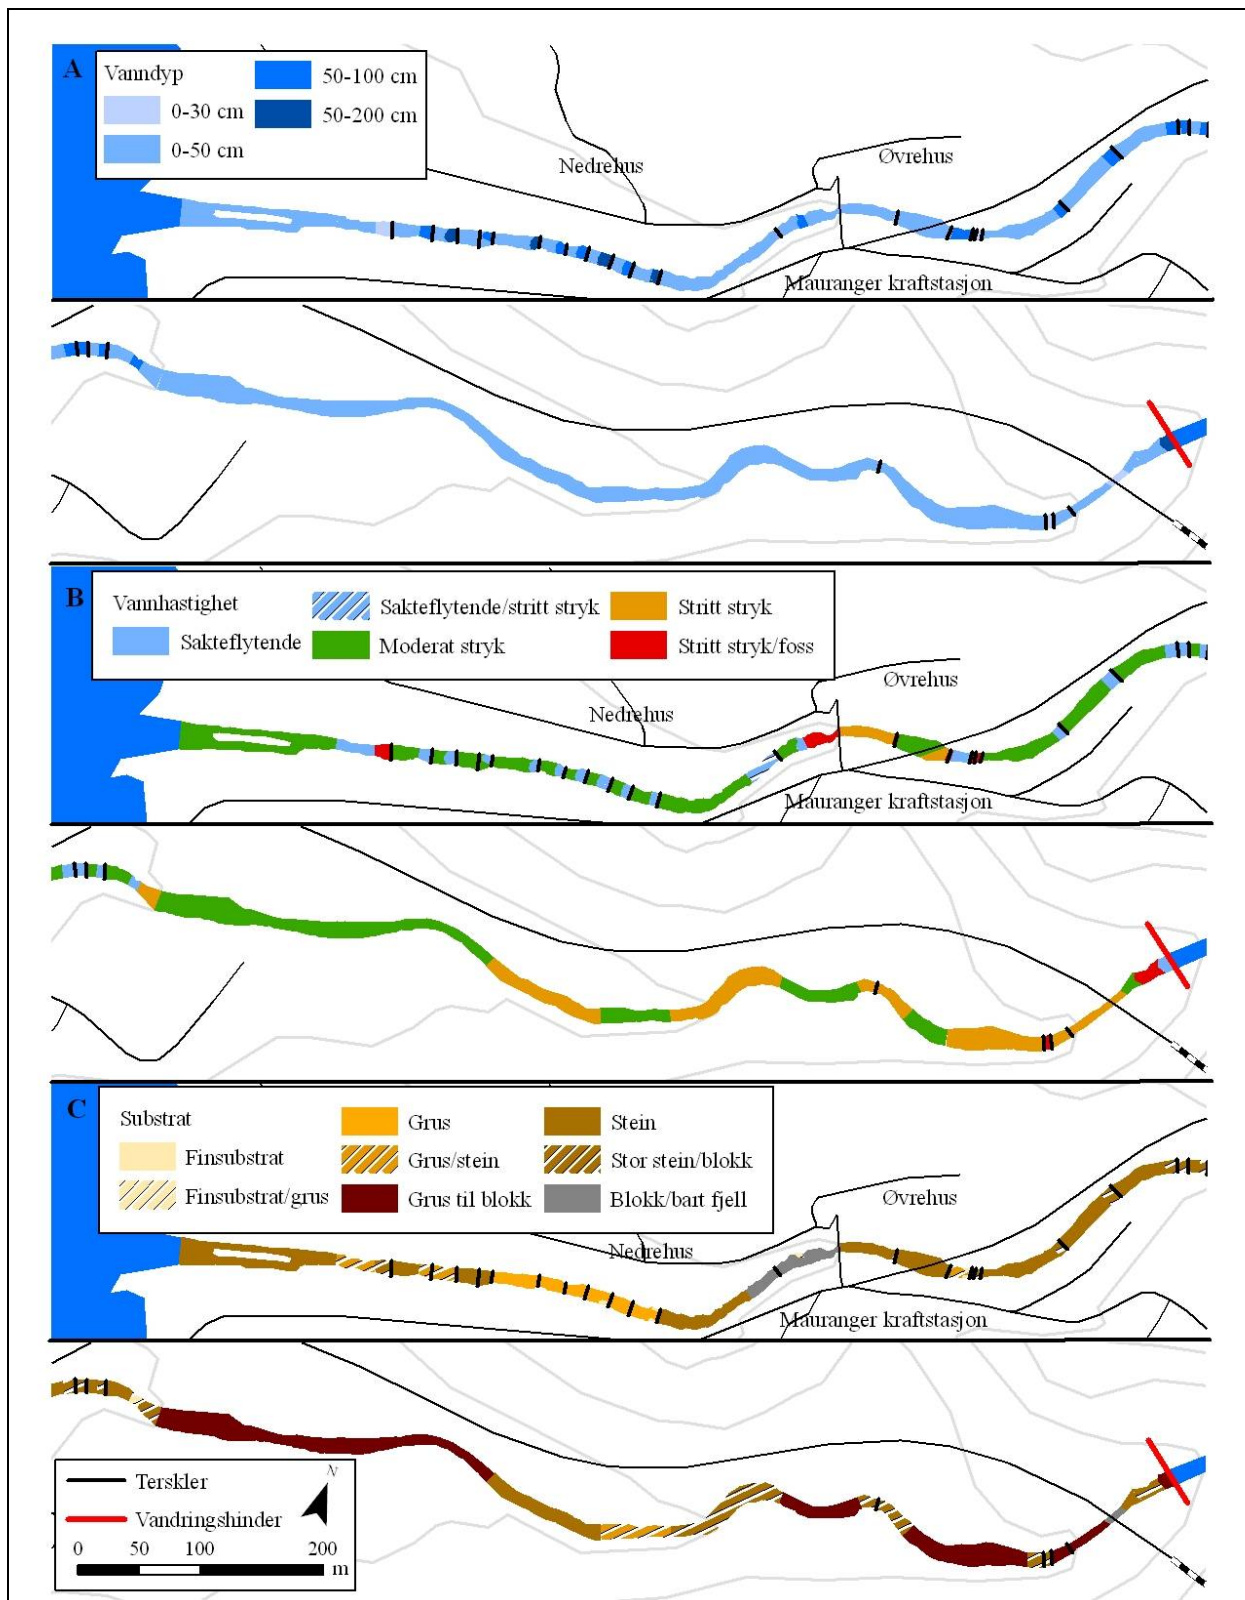 A
Vanndyp
0-30 cm
0-50 cm
50-100 cm
50-200 cm
Nedrehus
Øvrehus
Mauranger kraftstasjon
B
Vannhastighet
Sakteflytende
Sakteflytende/stritt stryk
Moderat stryk
Stritt stryk
Stritt stryk/foss
Øvrehus
Nedrehus
Mauranger kraftstasjon
C
Substrat
Finsubstrat
Finsubstrat/grus
Grus
Grus/stein
Grus til blokk
Stein
Stor stein/blokk
Blokk/bart fjell
Øvrehus
Nedrehus
Mauranger kraftstasjon
Terskler
Vandringshinder
N
0 50 100 200
m